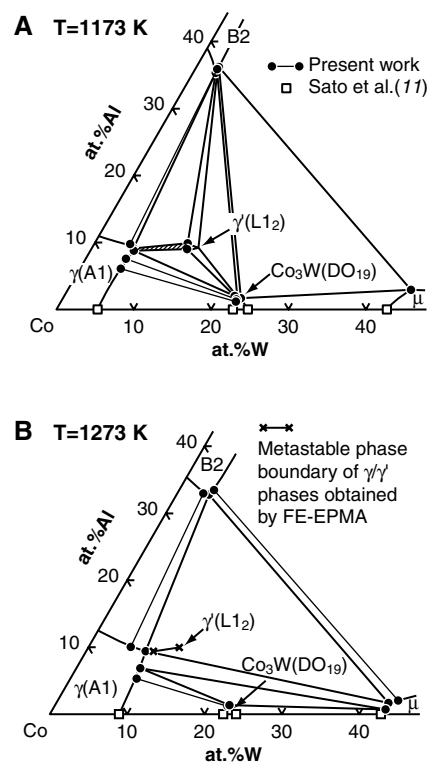 A T=1173 K
40
B2
Present work
Sato et al.(11)
30
at.%Al
20
10
γ'(L1₂)
γ(A1)
Co₃W(DO₁₉)
μ
Co
10 20 30 40
at.%W
B T=1273 K
40
B2
Metastable phase
boundary of γ/γ'
phases obtained
by FE-EPMA
30
at.%Al
20
γ'(L1₂)
10
Co₃W(DO₁₉)
γ(A1)
μ
Co
10 20 30 40
at.%W